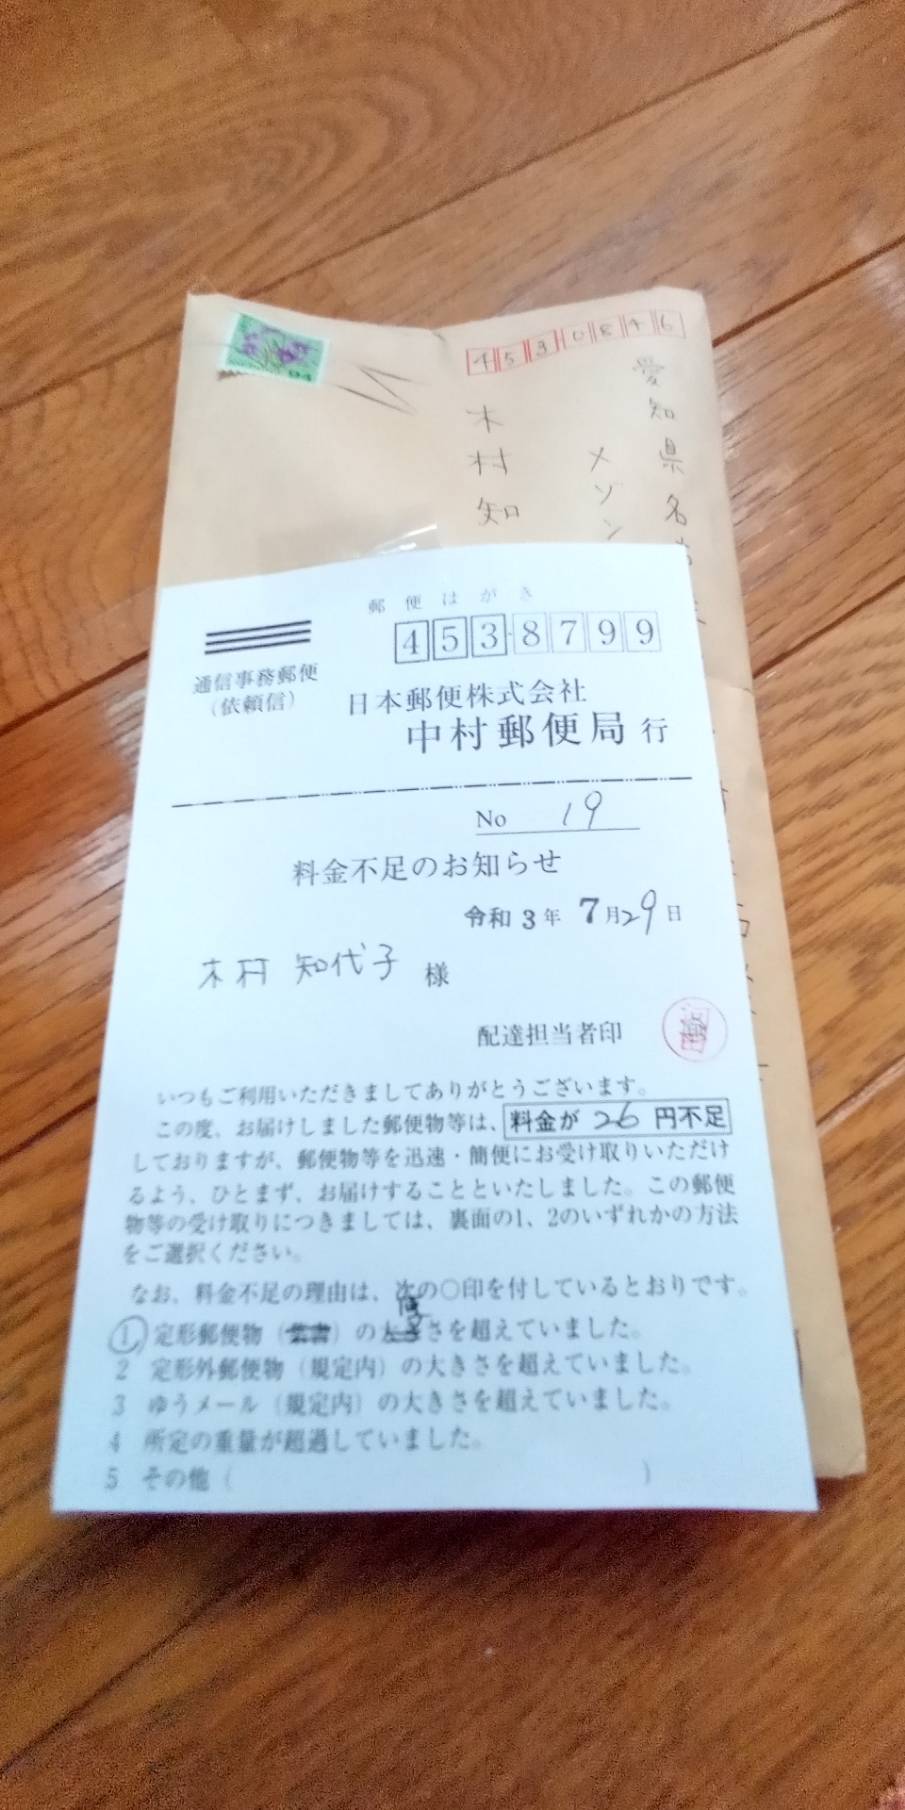 94
4530846
愛知県名
メゾン
木村知
郵便はがき
453-8799
通信事務郵便
(依頼信)
日本郵便株式会社
中村郵便局 行
No 19
料金不足のお知らせ
令和3年 7月29日
木村 知代子 様
配達担当者印
いつもご利用いただきましてありがとうございます。
この度、お届けしました郵便物等は、料金が 26 円不足
しておりますが、郵便物等を迅速・簡便にお受け取りいただけ
るよう、ひとまず、お届けすることといたしました。この郵便
物等の受け取りにつきましては、裏面の1、2のいずれかの方法
をご選択ください。
なお、料金不足の理由は、次の○印を付しているとおりです。
1 定形郵便物( )の 厚さを超えていました。
2 定形外郵便物(規定内)の大きさを超えていました。
3 ゆうメール(規定内)の大きさを超えていました。
4 所定の重量が超過していました。
5 その他( )